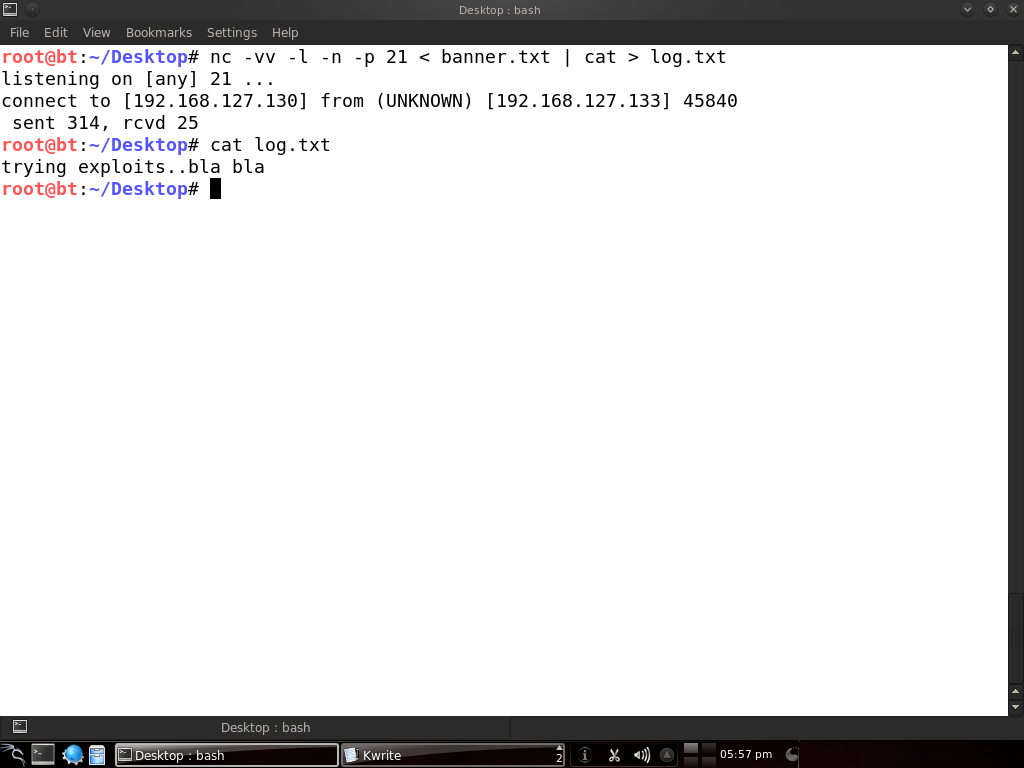 Desktop : bash
File Edit View Bookmarks Settings Help
root@bt:~/Desktop# nc -vv -l -n -p 21 < banner.txt | cat > log.txt
listening on [any] 21 ...
connect to [192.168.127.130] from (UNKNOWN) [192.168.127.133] 45840
 sent 314, rcvd 25
root@bt:~/Desktop# cat log.txt
trying exploits..bla bla
root@bt:~/Desktop#
Desktop : bash
Desktop : bash Kwrite 2 05:57 pm